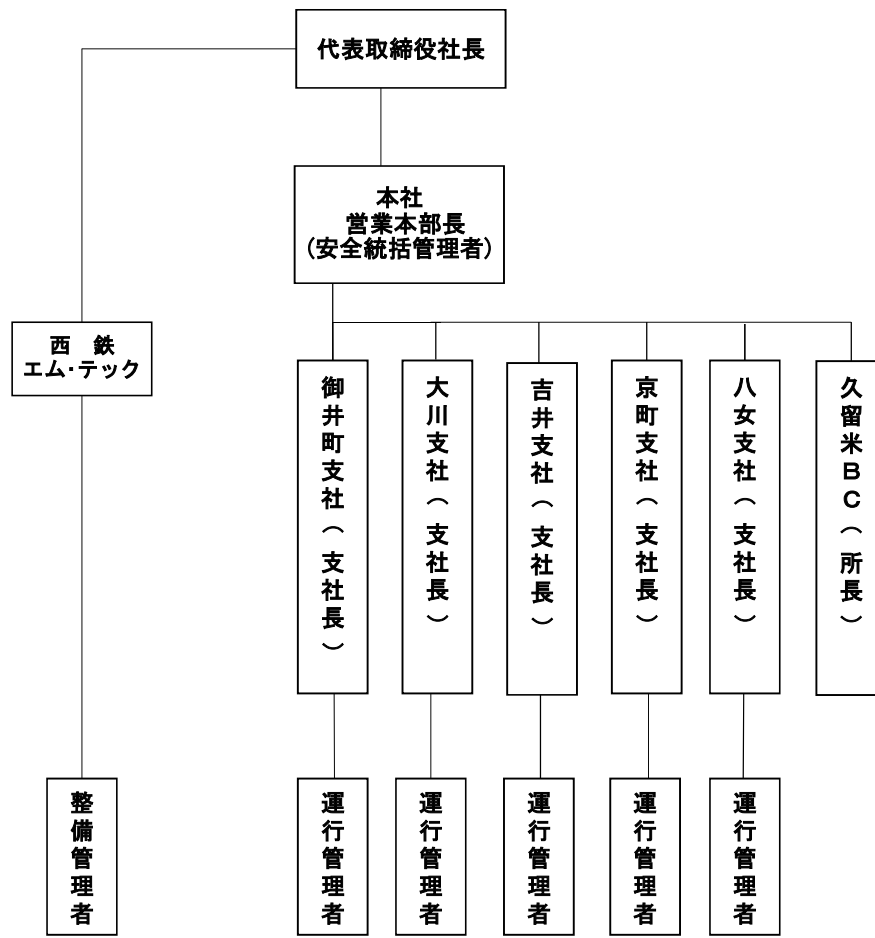 代表取締役社長
本社
営業本部長
（安全統括管理者）
西　鉄
エム・テック
御井町支社（支社長）
大川支社（支社長）
吉井支社（支社長）
京町支社（支社長）
八女支社（支社長）
久留米ＢＣ（所長）
整備管理者
運行管理者
運行管理者
運行管理者
運行管理者
運行管理者